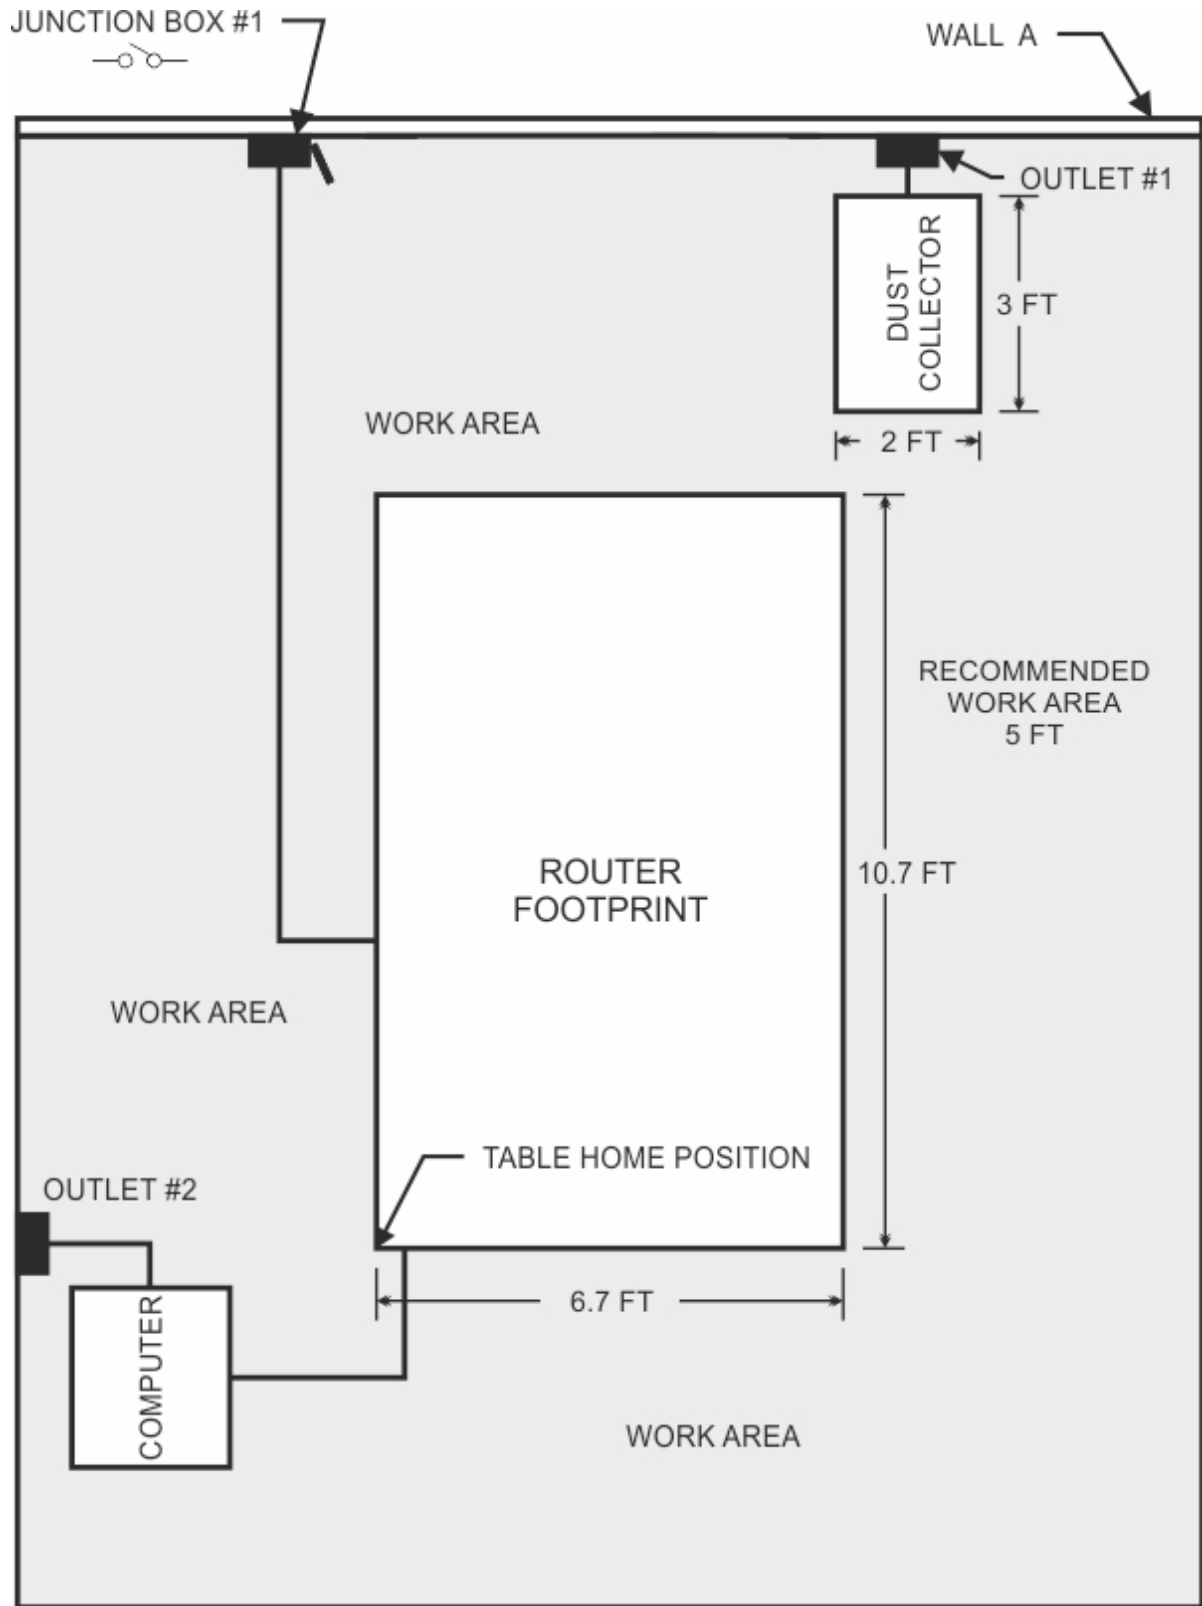 JUNCTION BOX #1
WALL A
OUTLET #1
DUST
COLLECTOR
3 FT
2 FT
WORK AREA
RECOMMENDED
WORK AREA
5 FT
ROUTER
FOOTPRINT
10.7 FT
WORK AREA
TABLE HOME POSITION
OUTLET #2
6.7 FT
COMPUTER
WORK AREA